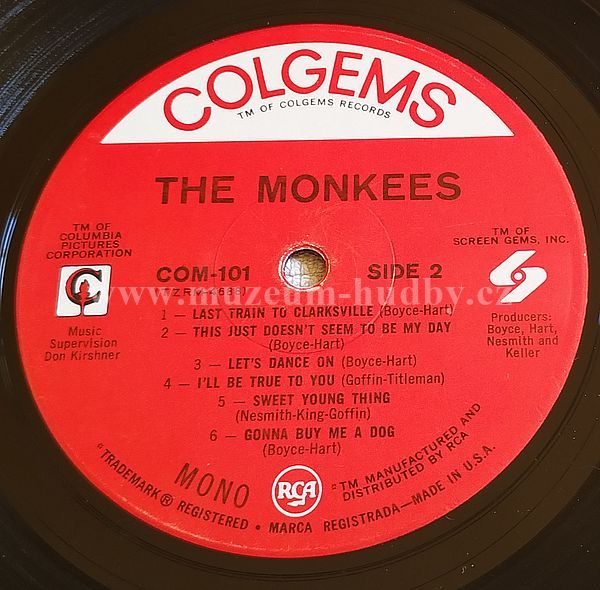 COLGEMS
TM OF COLGEMS RECORDS
THE MONKEES
TM OF
COLUMBIA
PICTURES
CORPORATION
TM OF
SCREEN GEMS, INC.
COM-101
SIDE 2
www.muzeum-hudby.cz
Music
Supervision
Don Kirshner
Producers:
Boyce, Hart,
Nesmith and
Keller
1 — LAST TRAIN TO CLARKSVILLE (Boyce-Hart)
2 — THIS JUST DOESN'T SEEM TO BE MY DAY
(Boyce-Hart)
3 — LET'S DANCE ON (Boyce-Hart)
4 — I'LL BE TRUE TO YOU (Goffin-Titleman)
5 — SWEET YOUNG THING
(Nesmith-King-Goffin)
6 — GONNA BUY ME A DOG
(Boyce-Hart)
MONO
RCA
"TRADEMARK ® REGISTERED • MARCA REGISTRADA—MADE IN U.S.A.
"TM MANUFACTURED AND
DISTRIBUTED BY RCA